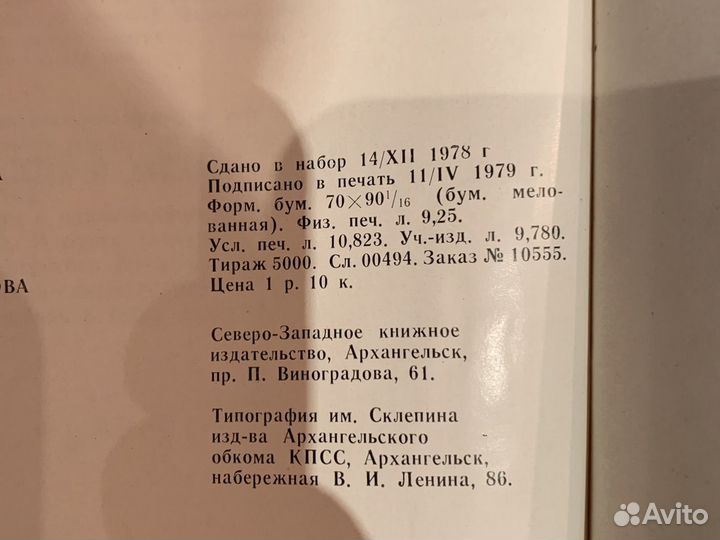 Сдано в набор 14/XII 1978 г
Подписано в печать 11/IV 1979 г.
Форм. бум. 70×90¹/₁₆ (бум. мело-
ванная). Физ. печ. л. 9,25.
Усл. печ. л. 10,823. Уч.-изд. л. 9,780.
Тираж 5000. Сл. 00494. Заказ № 10555.
Цена 1 р. 10 к.
ОВА
Северо-Западное книжное
издательство, Архангельск,
пр. П. Виноградова, 61.
Типография им. Склепина
изд-ва Архангельского
обкома КПСС, Архангельск,
набережная В. И. Ленина, 86.
Avito